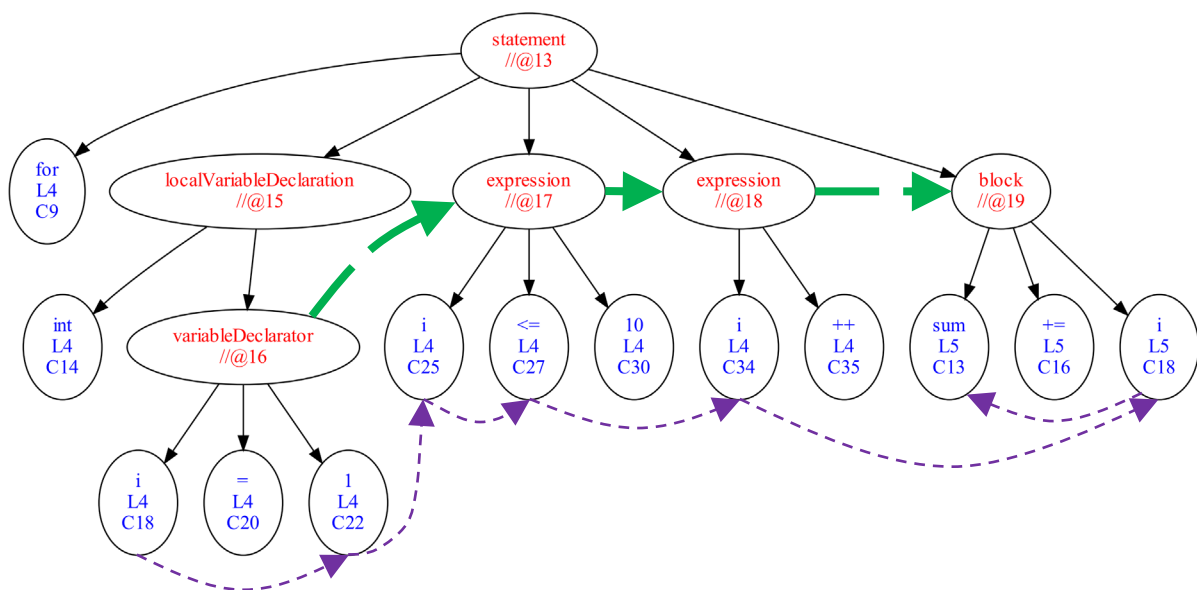 statement
//@13
for
L4
C9
localVariableDeclaration
//@15
expression
//@17
expression
//@18
block
//@19
int
L4
C14
variableDeclarator
//@16
i
L4
C25
<=
L4
C27
10
L4
C30
i
L4
C34
++
L4
C35
sum
L5
C13
+=
L5
C16
i
L5
C18
i
L4
C18
=
L4
C20
1
L4
C22